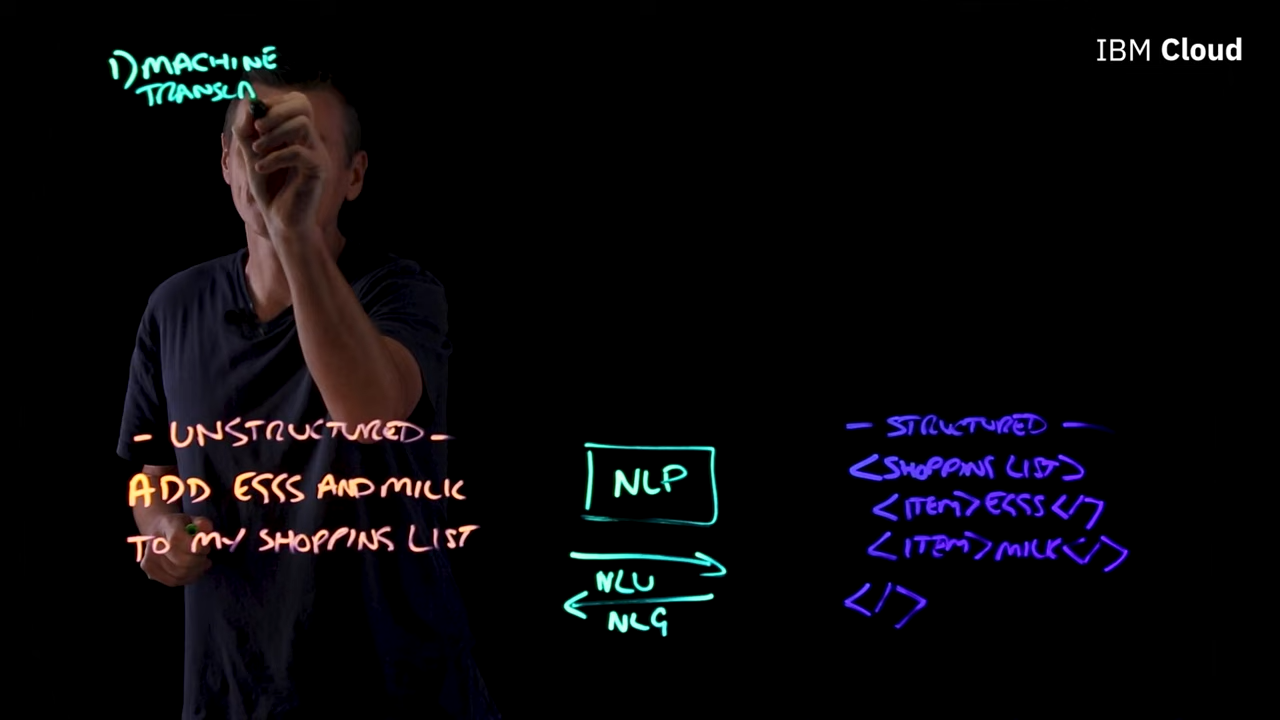 1) MACHINE
TRANSLA
IBM Cloud
- UNSTRUCTURED -
ADD EGGS AND MILK
TO MY SHOPPING LIST
NLP
NLU
NLG
- STRUCTURED -
<SHOPPING LIST>
<ITEM> EGGS </>
<ITEM> MILK </>
</>